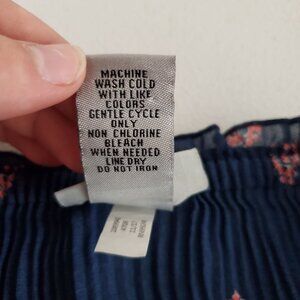 MACHINE
WASH COLD
WITH LIKE
COLORS
GENTLE CYCLE
ONLY
NON CHLORINE
BLEACH
WHEN NEEDED
LINE DRY
DO NOT IRON